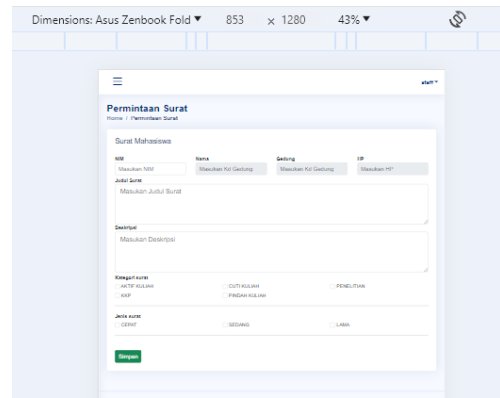 Dimensions: Asus Zenbook Fold ▼ 853 × 1280 43% ▼
staff
Permintaan Surat
Home / Permintaan Surat
Surat Mahasiswa
NIM Nama Gedung HP
Masukan NIM Masukan Kd Gedung Masukan Kd Gedung Masukan HP
Judul Surat
Masukan Judul Surat
Deskripsi
Masukan Deskripsi
Kategori surat
AKTIF KULIAH CUTI KULIAH PENELITIAN
KKP PINDAH KULIAH
Jenis surat
CEPAT SEDANG LAMA
Simpan